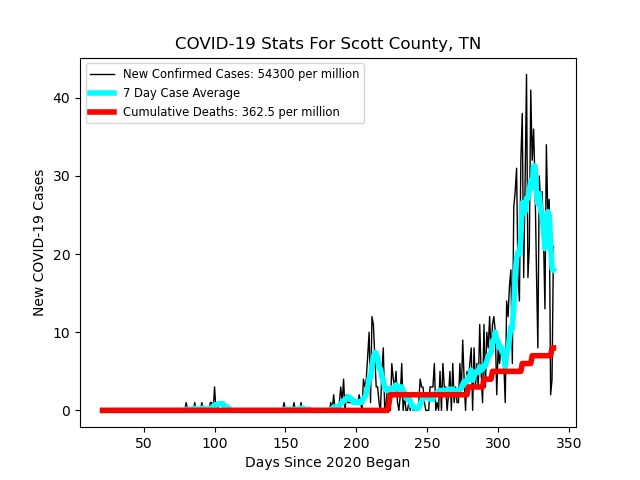 COVID-19 Stats For Scott County, TN
New Confirmed Cases: 54300 per million
7 Day Case Average
Cumulative Deaths: 362.5 per million
New COVID-19 Cases
40
30
20
10
0
50
100
150
200
250
300
350
Days Since 2020 Began